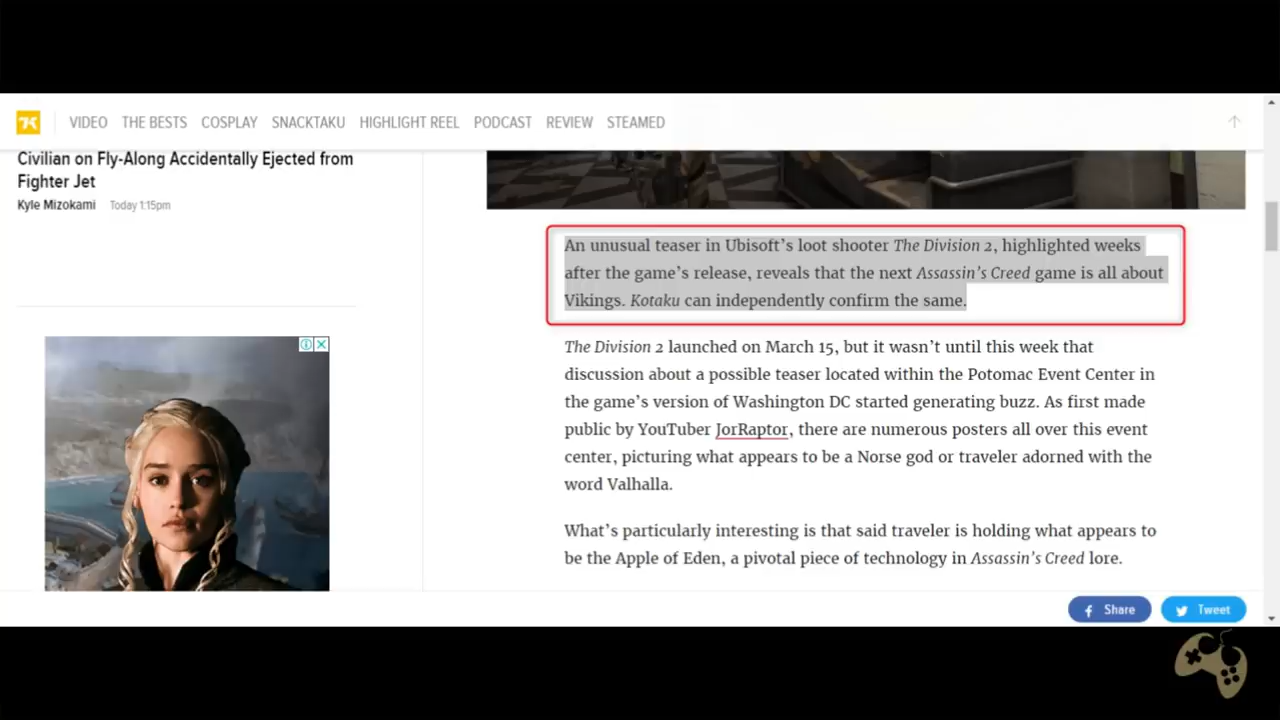 VIDEO THE BESTS COSPLAY SNACKTAKU HIGHLIGHT REEL PODCAST REVIEW STEAMED
Civilian on Fly-Along Accidentally Ejected from
Fighter Jet
Kyle Mizokami Today 1:15pm
An unusual teaser in Ubisoft’s loot shooter The Division 2, highlighted weeks
after the game’s release, reveals that the next Assassin’s Creed game is all about
Vikings. Kotaku can independently confirm the same.
The Division 2 launched on March 15, but it wasn’t until this week that
discussion about a possible teaser located within the Potomac Event Center in
the game’s version of Washington DC started generating buzz. As first made
public by YouTuber JorRaptor, there are numerous posters all over this event
center, picturing what appears to be a Norse god or traveler adorned with the
word Valhalla.
What’s particularly interesting is that said traveler is holding what appears to
be the Apple of Eden, a pivotal piece of technology in Assassin’s Creed lore.
Share Tweet